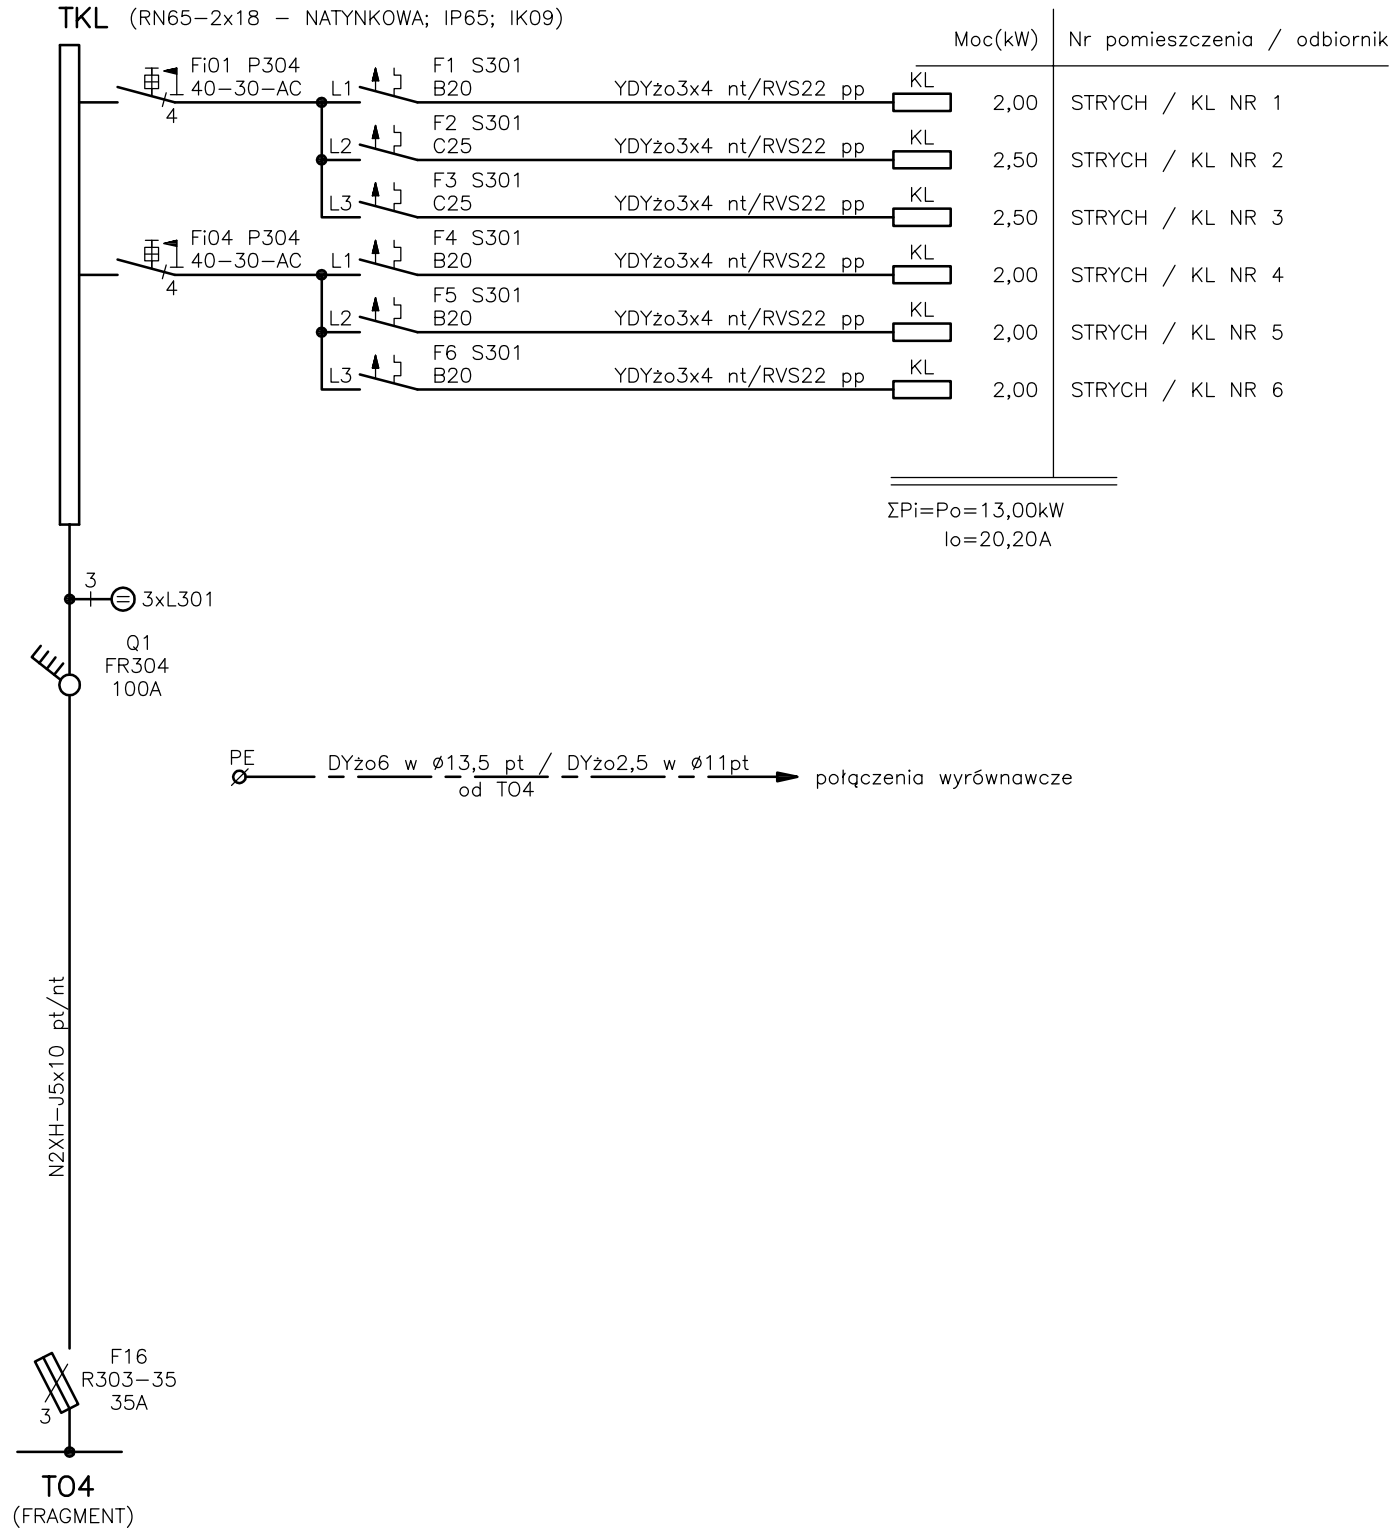 TKL (RN65-2x18 - NATYNKOWA; IP65; IK09)
Moc(kW) Nr pomieszczenia / odbiornik
Fi01 P304
40-30-AC
4
L1
F1 S301
B20
YDYżo3x4 nt/RVS22 pp
KL
2,00
STRYCH / KL NR 1
L2
F2 S301
C25
YDYżo3x4 nt/RVS22 pp
KL
2,50
STRYCH / KL NR 2
L3
F3 S301
C25
YDYżo3x4 nt/RVS22 pp
KL
2,50
STRYCH / KL NR 3
Fi04 P304
40-30-AC
4
L1
F4 S301
B20
YDYżo3x4 nt/RVS22 pp
KL
2,00
STRYCH / KL NR 4
L2
F5 S301
B20
YDYżo3x4 nt/RVS22 pp
KL
2,00
STRYCH / KL NR 5
L3
F6 S301
B20
YDYżo3x4 nt/RVS22 pp
KL
2,00
STRYCH / KL NR 6
ΣPi=Po=13,00kW
Io=20,20A
3
3xL301
Q1
FR304
100A
PE
DYżo6 w ø13,5 pt / DYżo2,5 w ø11pt
od TO4
połączenia wyrównawcze
N2XH-J5x10 pt/nt
F16
R303-35
35A
3
TO4
(FRAGMENT)